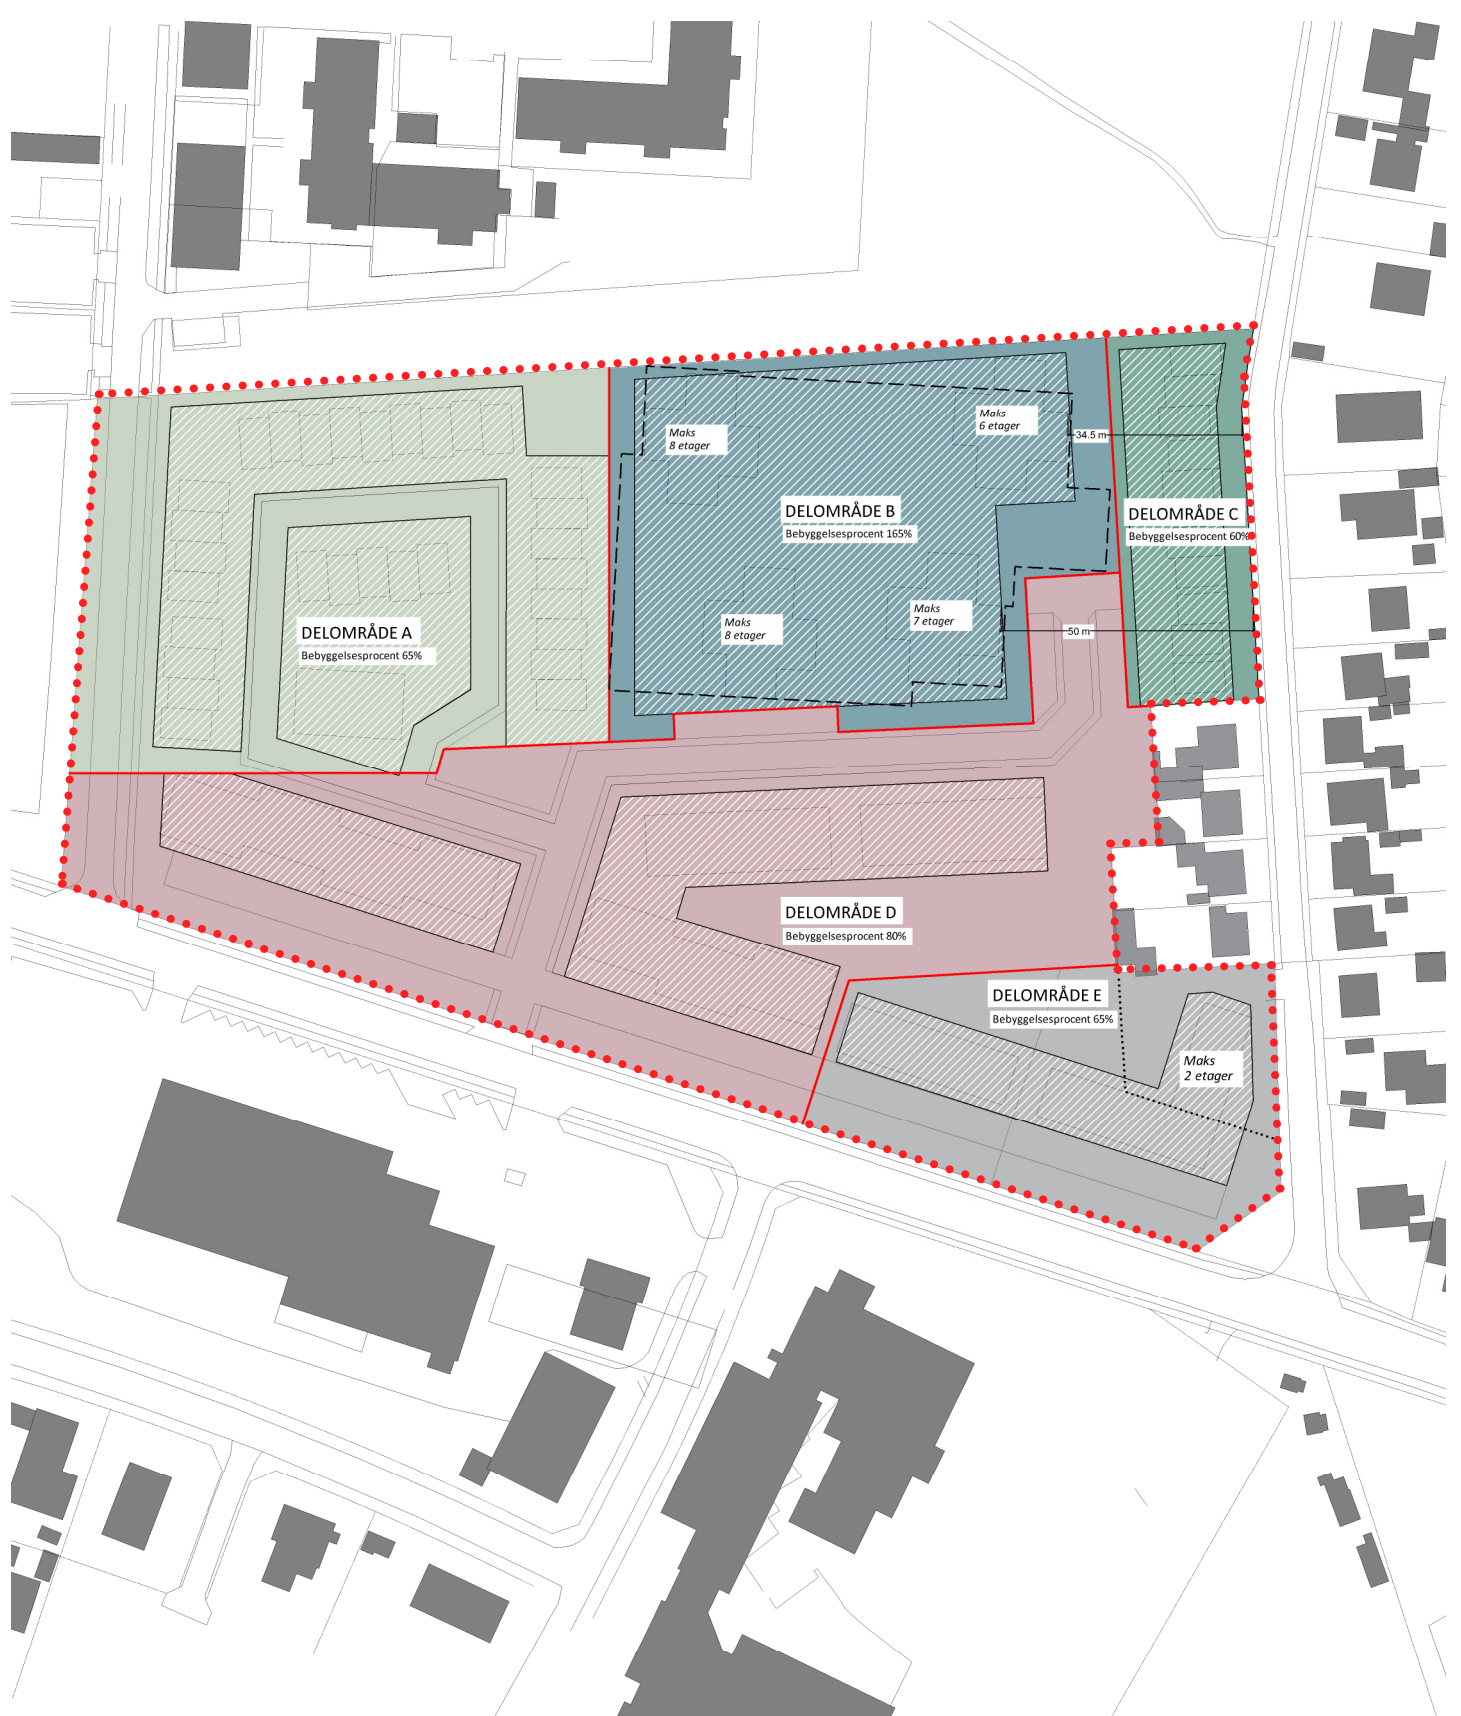 Maks
6 etager
Maks
8 etager
34.5 m
DELOMRÅDE B
Bebyggelsesprocent 165%
DELOMRÅDE C
Bebyggelsesprocent 60%
Maks
7 etager
Maks
8 etager
DELOMRÅDE A
Bebyggelsesprocent 65%
50 m
DELOMRÅDE D
Bebyggelsesprocent 80%
DELOMRÅDE E
Bebyggelsesprocent 65%
Maks
2 etager